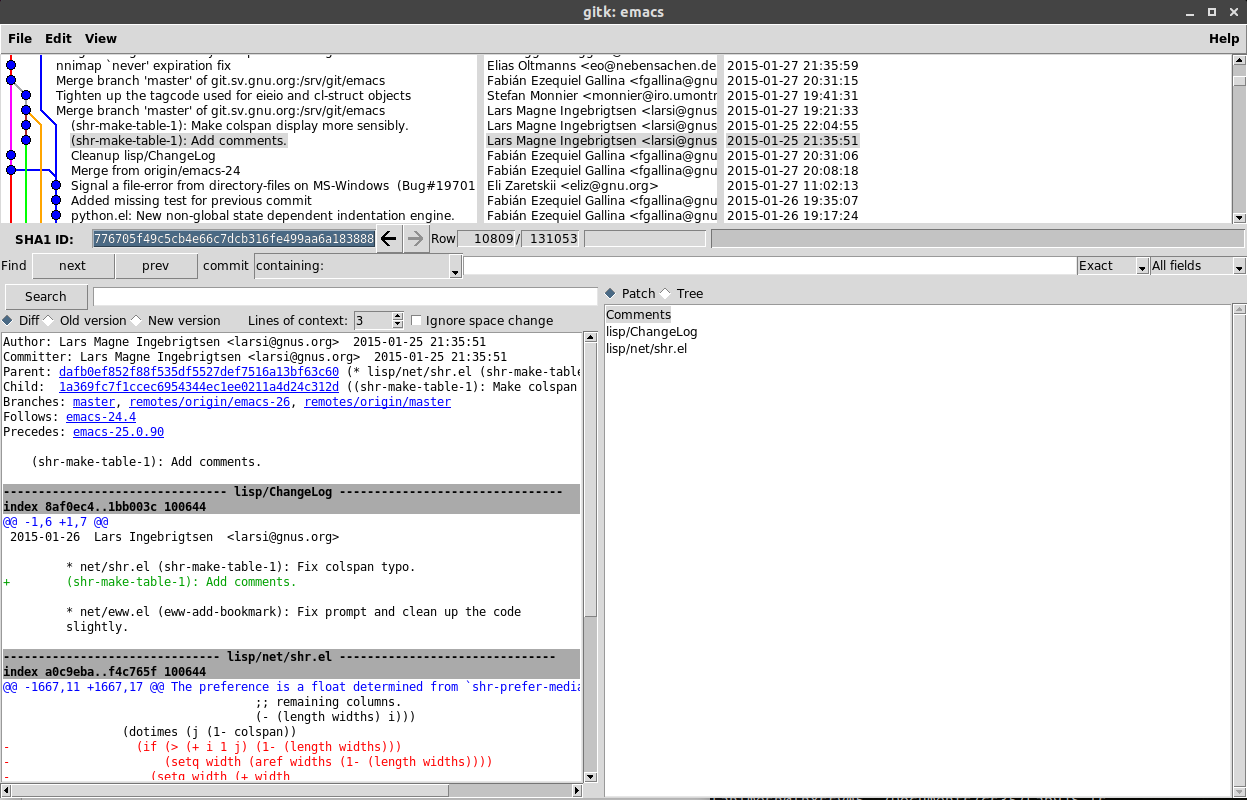 gitk: emacs
File Edit View Help
nnimap `never' expiration fix Elias Oltmanns <eo@nebensachen.de 2015-01-27 21:35:59
Merge branch 'master' of git.sv.gnu.org:/srv/git/emacs Fabián Ezequiel Gallina <fgallina@gnu 2015-01-27 20:31:15
Tighten up the tagcode used for eieio and cl-struct objects Stefan Monnier <monnier@iro.umontr 2015-01-27 19:41:31
Merge branch 'master' of git.sv.gnu.org:/srv/git/emacs Lars Magne Ingebrigtsen <larsi@gnus 2015-01-27 19:21:33
(shr-make-table-1): Make colspan display more sensibly. Lars Magne Ingebrigtsen <larsi@gnus 2015-01-25 22:04:55
(shr-make-table-1): Add comments. Lars Magne Ingebrigtsen <larsi@gnus 2015-01-25 21:35:51
Cleanup lisp/ChangeLog Fabián Ezequiel Gallina <fgallina@gnu 2015-01-27 20:31:06
Merge from origin/emacs-24 Fabián Ezequiel Gallina <fgallina@gnu 2015-01-27 20:08:18
Signal a file-error from directory-files on MS-Windows (Bug#19701 Eli Zaretskii <eliz@gnu.org> 2015-01-27 11:02:13
Added missing test for previous commit Fabián Ezequiel Gallina <fgallina@gnu 2015-01-26 19:35:07
python.el: New non-global state dependent indentation engine. Fabián Ezequiel Gallina <fgallina@gnu 2015-01-26 19:17:24
SHA1 ID: 776705f49c5cb4e66c7dcb316fe499aa6a183888 Row 10809 / 131053
Find next prev commit containing: Exact All fields
Search
Patch Tree
Diff Old version New version Lines of context: 3 Ignore space change
Comments
lisp/ChangeLog
lisp/net/shr.el
Author: Lars Magne Ingebrigtsen <larsi@gnus.org>  2015-01-25 21:35:51
Committer: Lars Magne Ingebrigtsen <larsi@gnus.org>  2015-01-25 21:35:51
Parent: dafb0ef852f88f535df5527def7516a13bf63c60 (* lisp/net/shr.el (shr-make-table
Child:  1a369fc7f1ccec6954344ec1ee0211a4d24c312d ((shr-make-table-1): Make colspan
Branches: master, remotes/origin/emacs-26, remotes/origin/master
Follows: emacs-24.4
Precedes: emacs-25.0.90
(shr-make-table-1): Add comments.
------------------------------- lisp/ChangeLog -------------------------------
index 8af0ec4..1bb003c 100644
@@ -1,6 +1,7 @@
2015-01-26  Lars Ingebrigtsen  <larsi@gnus.org>
* net/shr.el (shr-make-table-1): Fix colspan typo.
+        (shr-make-table-1): Add comments.
* net/eww.el (eww-add-bookmark): Fix prompt and clean up the code
slightly.
------------------------------ lisp/net/shr.el ------------------------------
index a0c9eba..f4c765f 100644
@@ -1667,11 +1667,17 @@ The preference is a float determined from `shr-prefer-media
;; remaining columns.
(- (length widths) i)))
(dotimes (j (1- colspan))
-                  (if (> (+ i 1 j) (1- (length widths)))
-                      (setq width (aref widths (1- (length widths))))
-                    (setq width (+ width